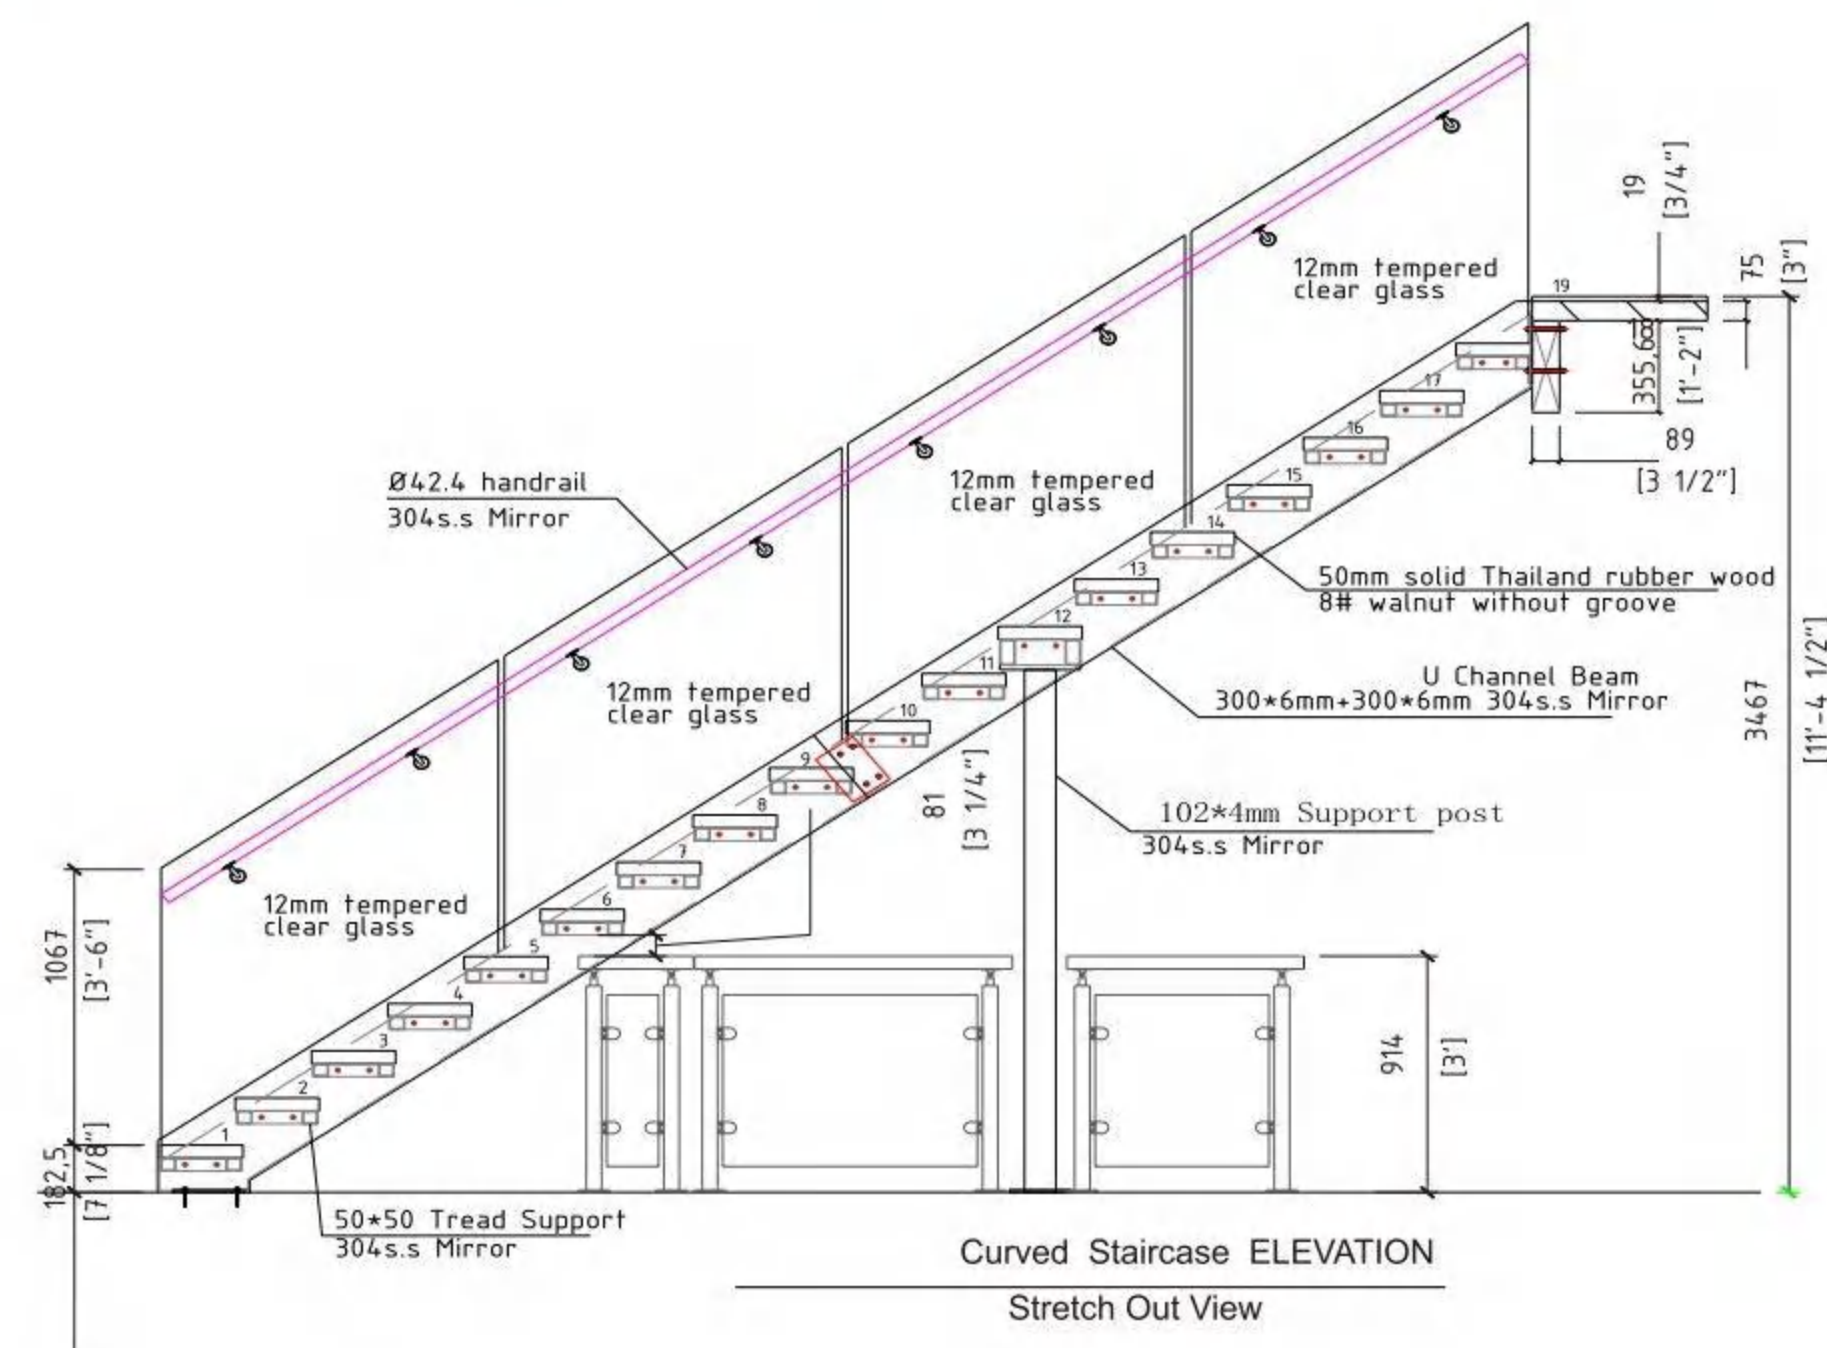 19
[3/4"]
12mm tempered
clear glass
19
75
[3"]
17
355,68
[1'-2"]
16
89
[3 1/2"]
15
Ø42.4 handrail
304s.s Mirror
12mm tempered
clear glass
14
13
50mm solid Thailand rubber wood
8# walnut without groove
12
11
U Channel Beam
300*6mm+300*6mm 304s.s Mirror
3467
[11'-4 1/2"]
12mm tempered
clear glass
10
9
81
[3 1/4"]
8
102*4mm Support post
304s.s Mirror
7
12mm tempered
clear glass
6
5
1067
[3'-6"]
4
3
914
[3']
2
1
182,5
[7 1/8"]
50*50 Tread Support
304s.s Mirror
Curved Staircase ELEVATION
Stretch Out View